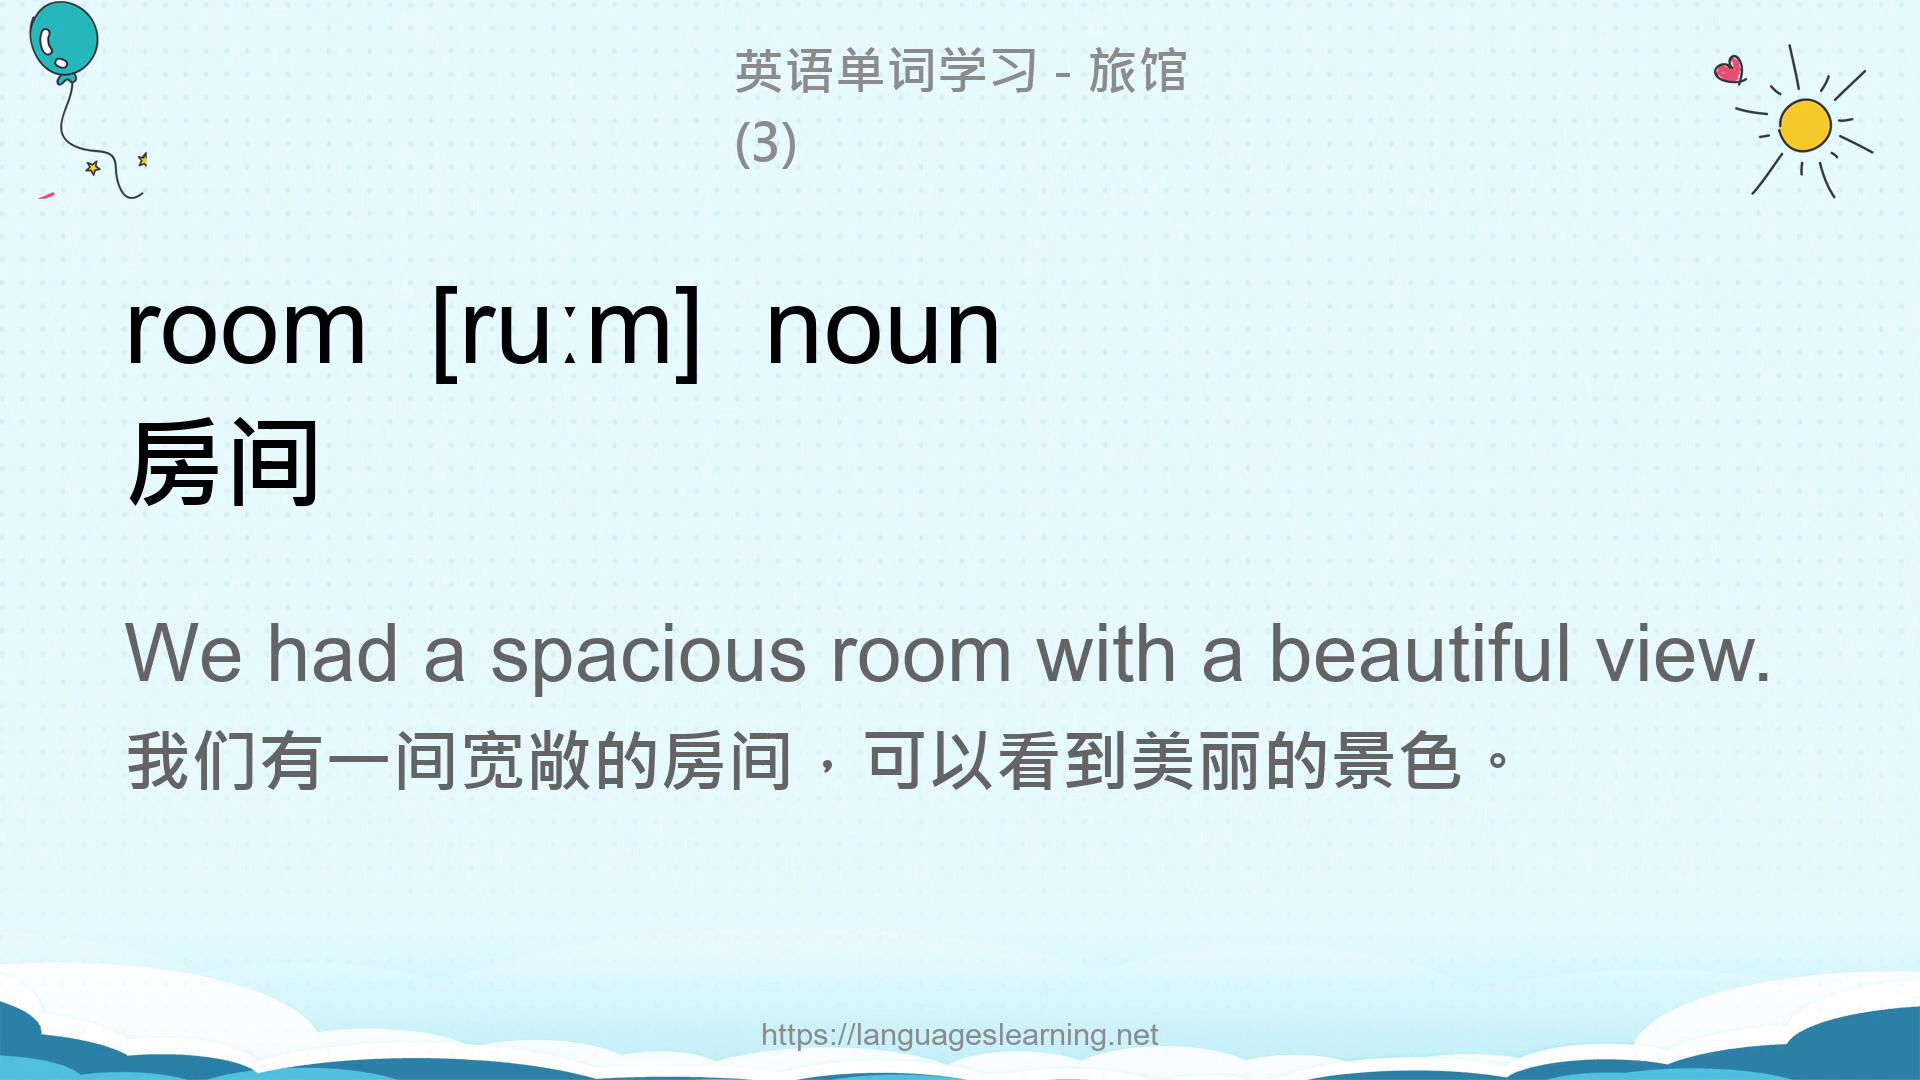 英语单词学习 - 旅馆
(3)
room [ruːm] noun
房间
We had a spacious room with a beautiful view.
我们有一间宽敞的房间，可以看到美丽的景色。
https://languageslearning.net